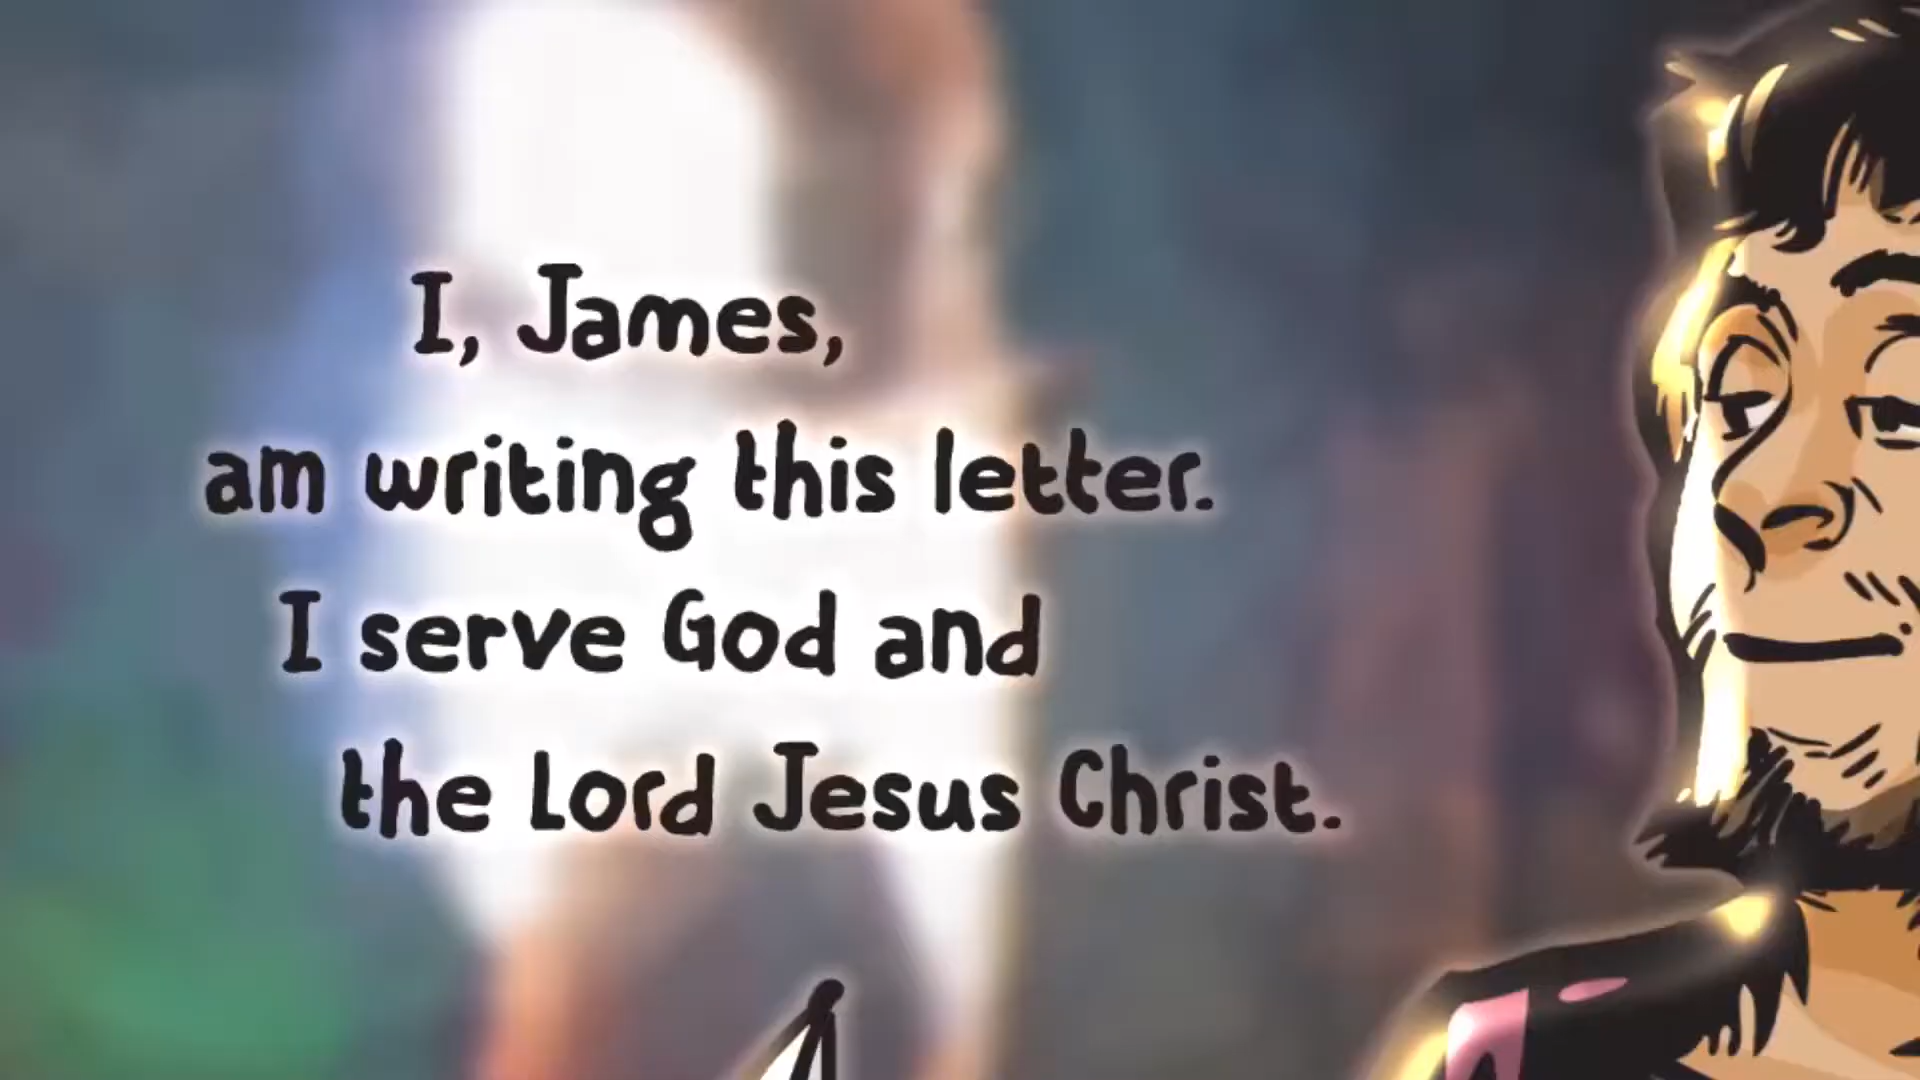 I, James,
am writing this letter.
I serve God and
the Lord Jesus Christ.